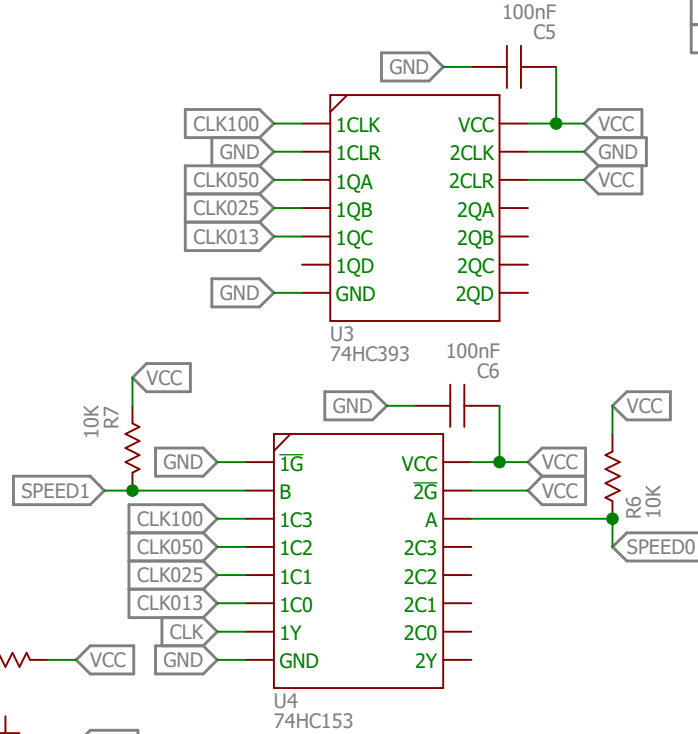 100nF
C5
GND
CLK100
1CLK
VCC
VCC
GND
1CLR
2CLK
GND
CLK050
1QA
2CLR
VCC
CLK025
1QB
2QA
CLK013
1QC
2QB
1QD
2QC
GND
GND
2QD
U3
74HC393
100nF
C6
VCC
10K
R7
GND
VCC
GND
1G
VCC
VCC
SPEED1
B
2G
VCC
R6
10K
CLK100
1C3
A
CLK050
1C2
2C3
SPEED0
CLK025
1C1
2C2
CLK013
1C0
2C1
CLK
1Y
2C0
VCC
GND
GND
2Y
U4
74HC153